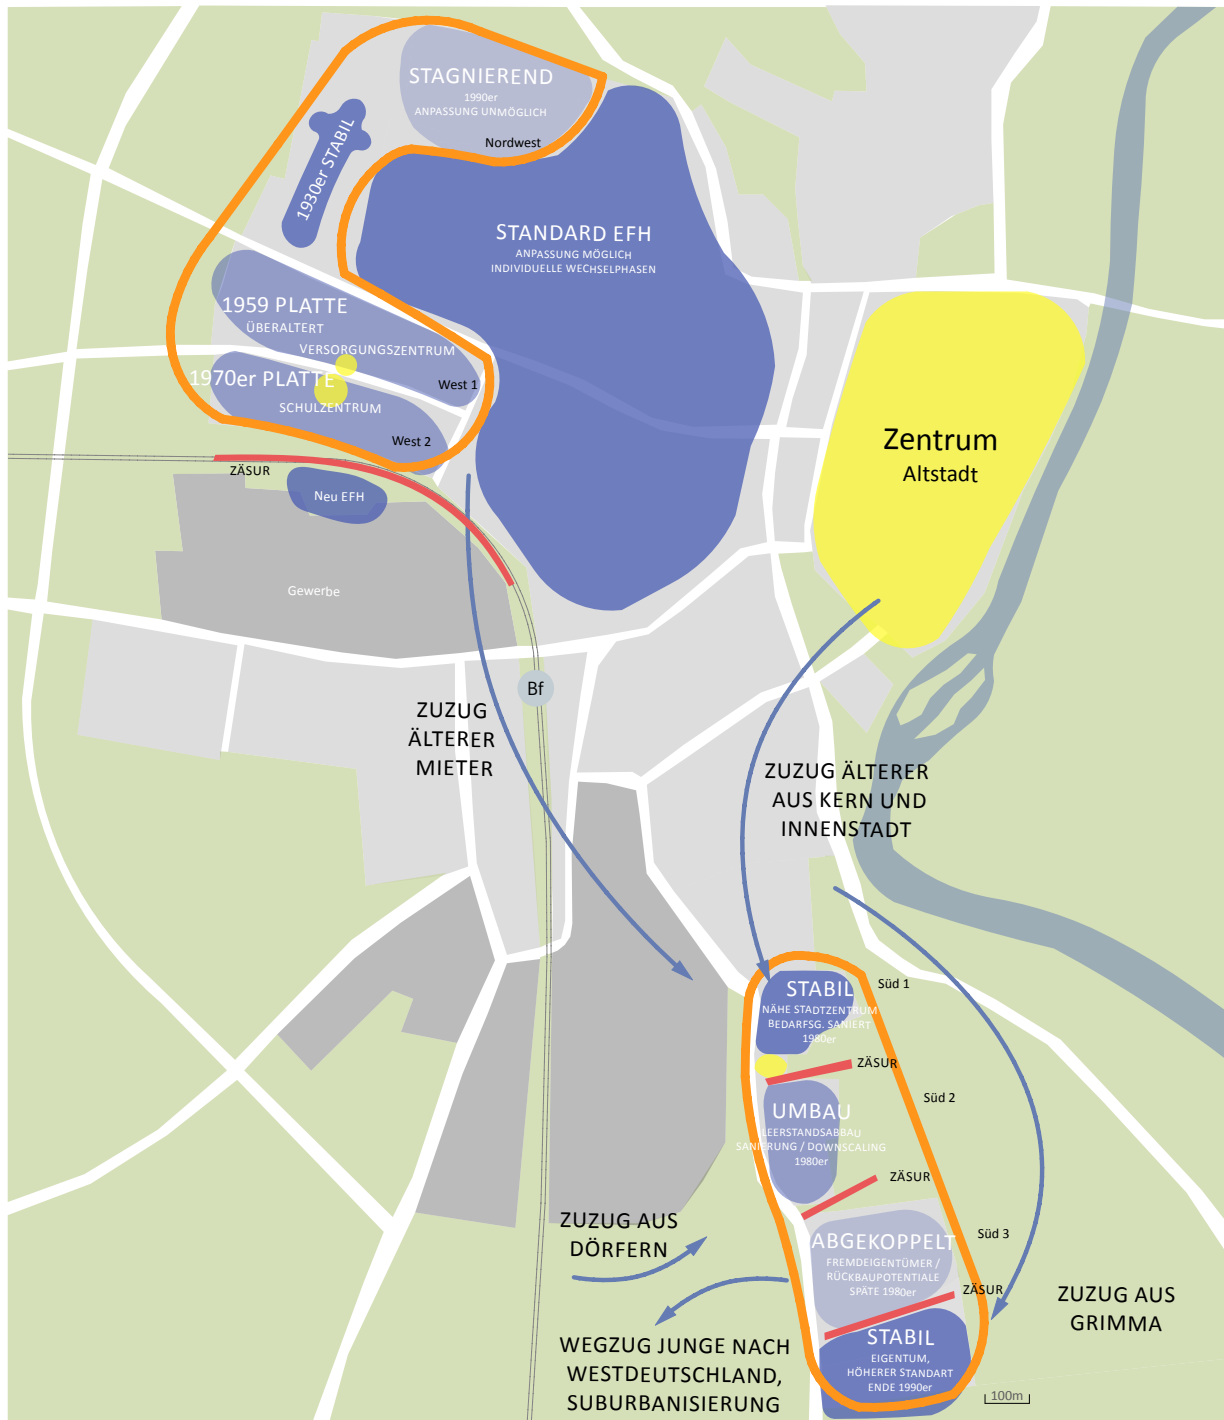 STAGNIEREND
1990er
ANPASSUNG UNMÖGLICH
Nordwest
1930er STABIL
STANDARD EFH
ANPASSUNG MÖGLICH
INDIVIDUELLE WECHSELPHASEN
1959 PLATTE
ÜBERALTERT
VERSORGUNGSZENTRUM
West 1
1970er PLATTE
SCHULZENTRUM
West 2
ZÄSUR
Neu EFH
Gewerbe
Zentrum
Altstadt
Bf
ZUZUG
ÄLTERER
MIETER
ZUZUG ÄLTERER
AUS KERN UND
INNENSTADT
STABIL
NÄHE STADTZENTRUM
BEDARFSG. SANIERT
1980er
Süd 1
ZÄSUR
UMBAU
LEERSTANDSABBAU
SANIERUNG / DOWNSCALING
1980er
Süd 2
ZÄSUR
ABGEKOPPELT
FREMDEIGENTÜMER /
RÜCKBAUPOTENTIALE
SPÄTE 1980er
Süd 3
ZÄSUR
STABIL
EIGENTUM,
HÖHERER STANDART
ENDE 1990er
ZUZUG AUS
DÖRFERN
WEGZUG JUNGE NACH
WESTDEUTSCHLAND,
SUBURBANISIERUNG
ZUZUG AUS
GRIMMA
100m